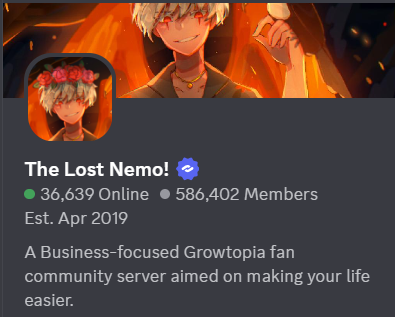 The Lost Nemo!
36,639 Online 586,402 Members
Est. Apr 2019
A Business-focused Growtopia fan
community server aimed on making your life
easier.